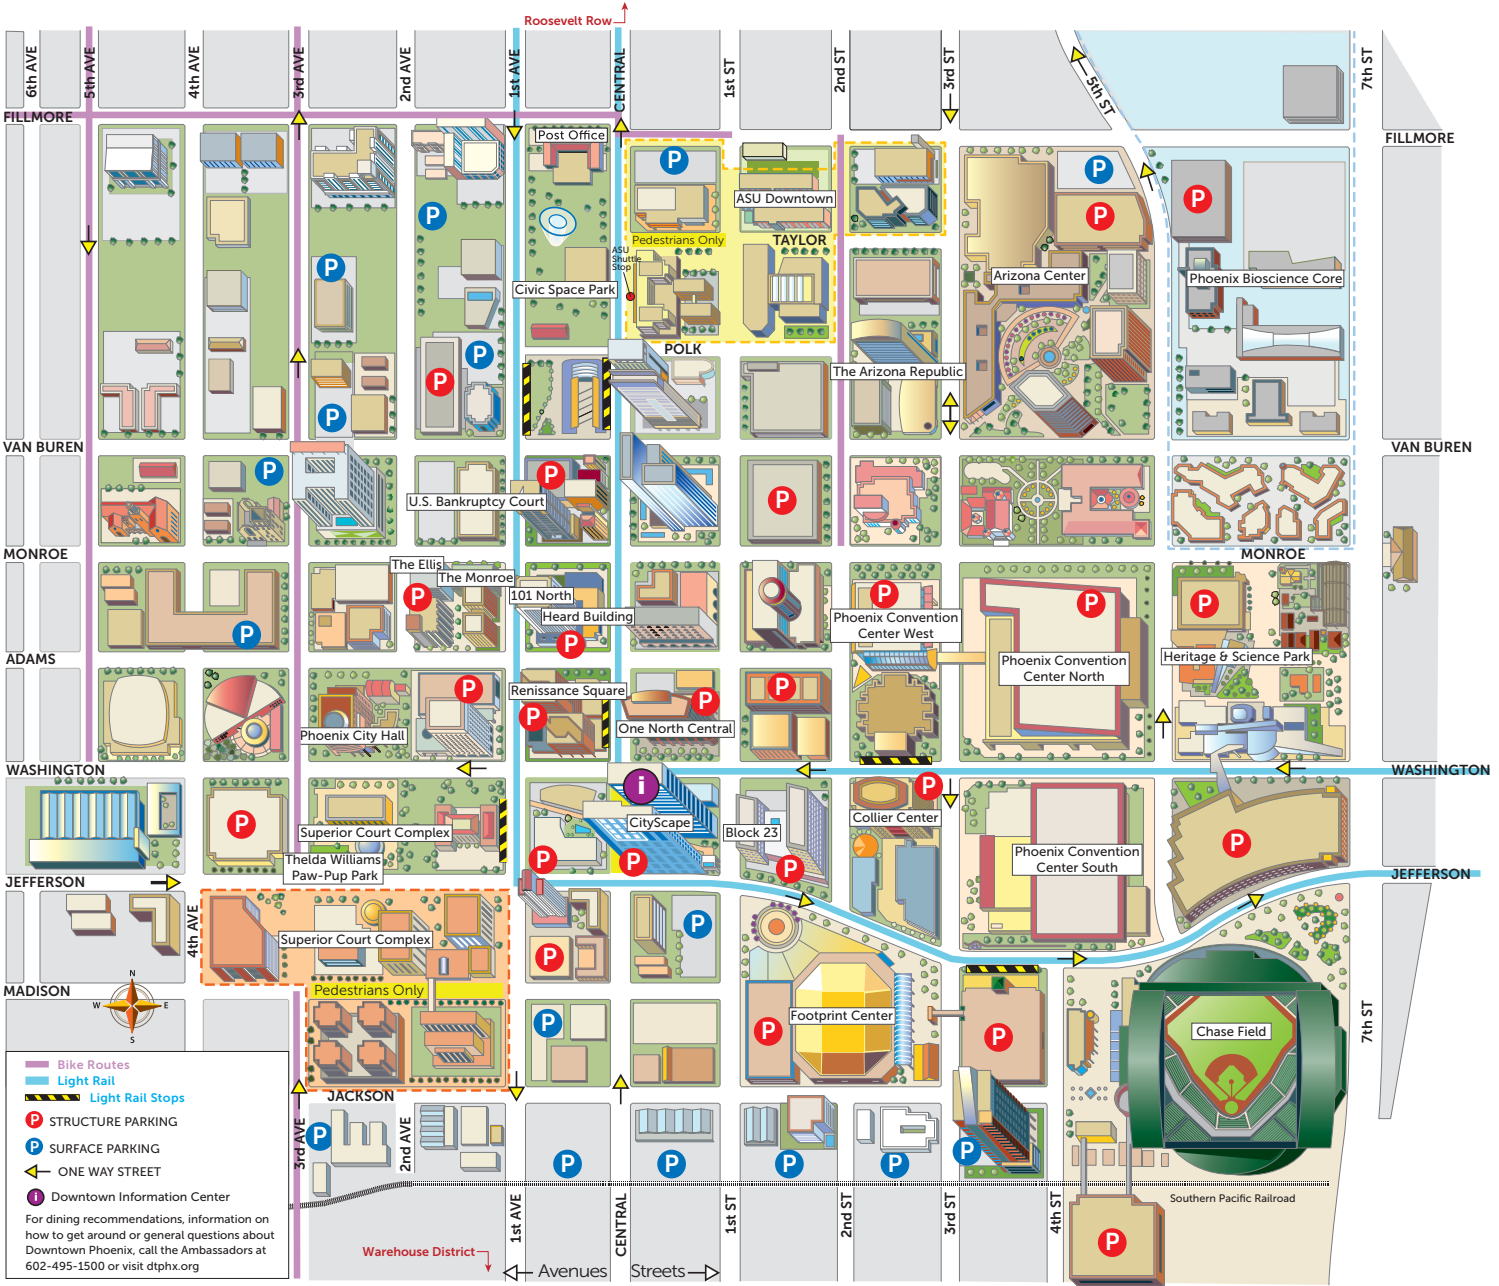 Roosevelt Row
6th AVE
5th AVE
4th AVE
3rd AVE
2nd AVE
1st AVE
CENTRAL
1st ST
2nd ST
3rd ST
5th ST
7th ST
FILLMORE
FILLMORE
Post Office
P
P
P
P
P
ASU Downtown
Pedestrians Only
TAYLOR
ASU
Shuttle
Stop
Arizona Center
Phoenix Bioscience Core
Civic Space Park
P
P
P
P
P
POLK
The Arizona Republic
VAN BUREN
VAN BUREN
P
P
P
U.S. Bankruptcy Court
MONROE
MONROE
The Ellis
The Monroe
101 North
Heard Building
P
P
P
P
P
P
Phoenix Convention
Center West
Phoenix Convention
Center North
Heritage & Science Park
ADAMS
Renissance Square
One North Central
Phoenix City Hall
P
P
P
P
WASHINGTON
WASHINGTON
i
CityScape
Block 23
Collier Center
P
P
P
P
P
P
Superior Court Complex
Thelda Williams
Paw-Pup Park
Phoenix Convention
Center South
JEFFERSON
JEFFERSON
4th AVE
Superior Court Complex
P
P
MADISON
Pedestrians Only
N
W
E
S
P
P
P
Footprint Center
Chase Field
7th ST
Bike Routes
Light Rail
Light Rail Stops
P STRUCTURE PARKING
P SURFACE PARKING
ONE WAY STREET
i Downtown Information Center
For dining recommendations, information on
how to get around or general questions about
Downtown Phoenix, call the Ambassadors at
602-495-1500 or visit dtphx.org
JACKSON
3rd AVE
2nd AVE
P
P
P
P
P
P
Southern Pacific Railroad
1st AVE
CENTRAL
1st ST
2nd ST
3rd ST
4th ST
P
Warehouse District
Avenues
Streets